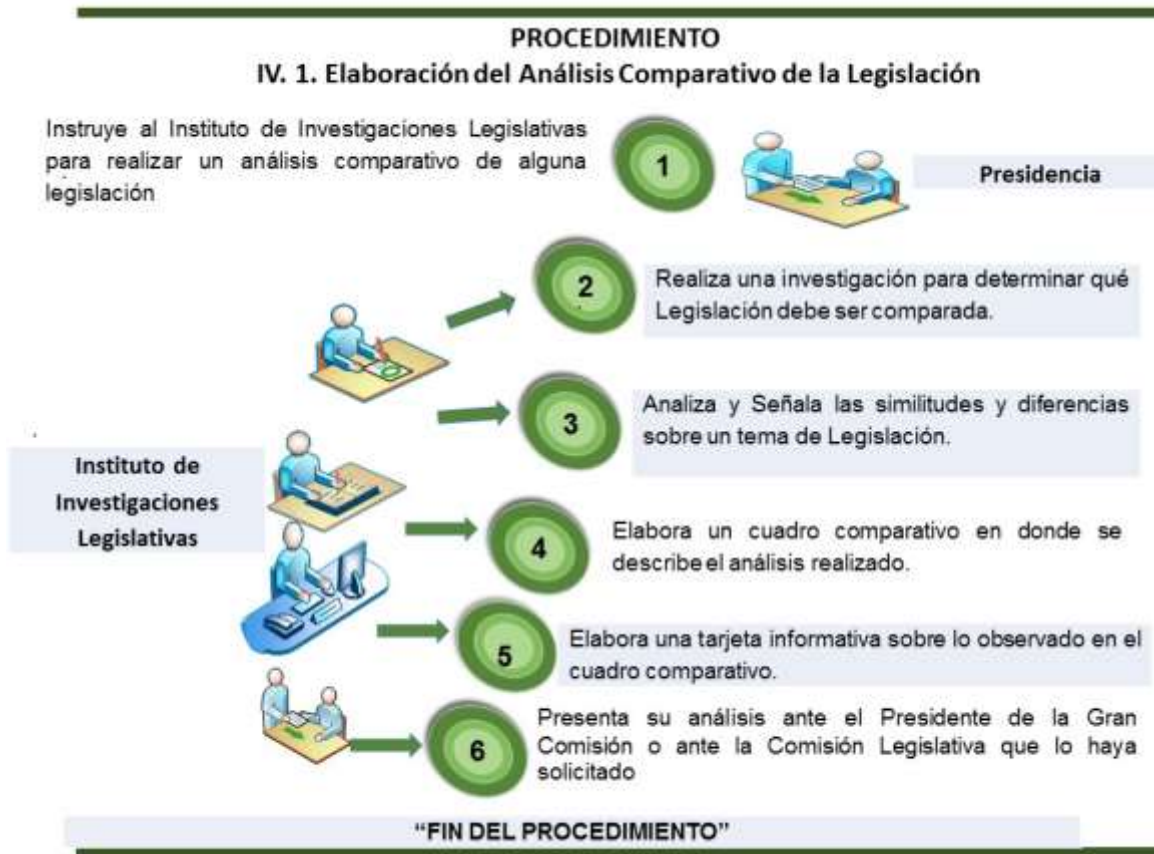 PROCEDIMIENTO
IV. 1. Elaboración del Análisis Comparativo de la Legislación
Instruye al Instituto de Investigaciones Legislativas
para realizar un análisis comparativo de alguna
legislación
1
Presidencia
2
Realiza una investigación para determinar qué
Legislación debe ser comparada.
3
Analiza y Señala las similitudes y diferencias
sobre un tema de Legislación.
Instituto de
Investigaciones
Legislativas
4
Elabora un cuadro comparativo en donde se
describe el análisis realizado.
5
Elabora una tarjeta informativa sobre lo observado en el
cuadro comparativo.
6
Presenta su análisis ante el Presidente de la Gran
Comisión o ante la Comisión Legislativa que lo haya
solicitado
“FIN DEL PROCEDIMIENTO”